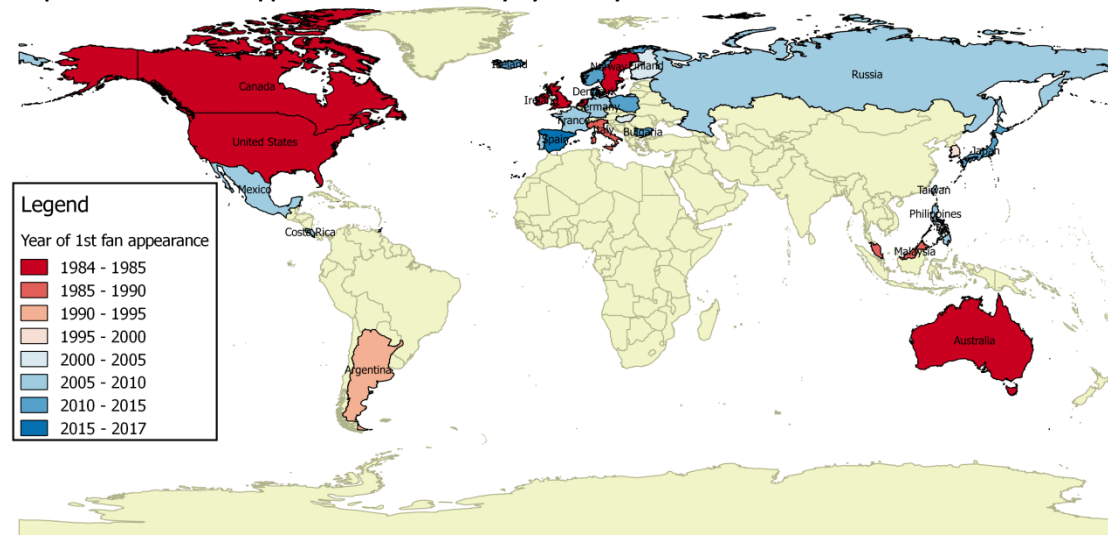 Iceland
Norway
Finland
Russia
Canada
Ireland
Denmark
Germany
France
United States
Italy
Bulgaria
Spain
Japan
Mexico
Taiwan
Philippines
Costa Rica
Malaysia
Australia
Argentina
Legend
Year of 1st fan appearance
1984 - 1985
1985 - 1990
1990 - 1995
1995 - 2000
2000 - 2005
2005 - 2010
2010 - 2015
2015 - 2017